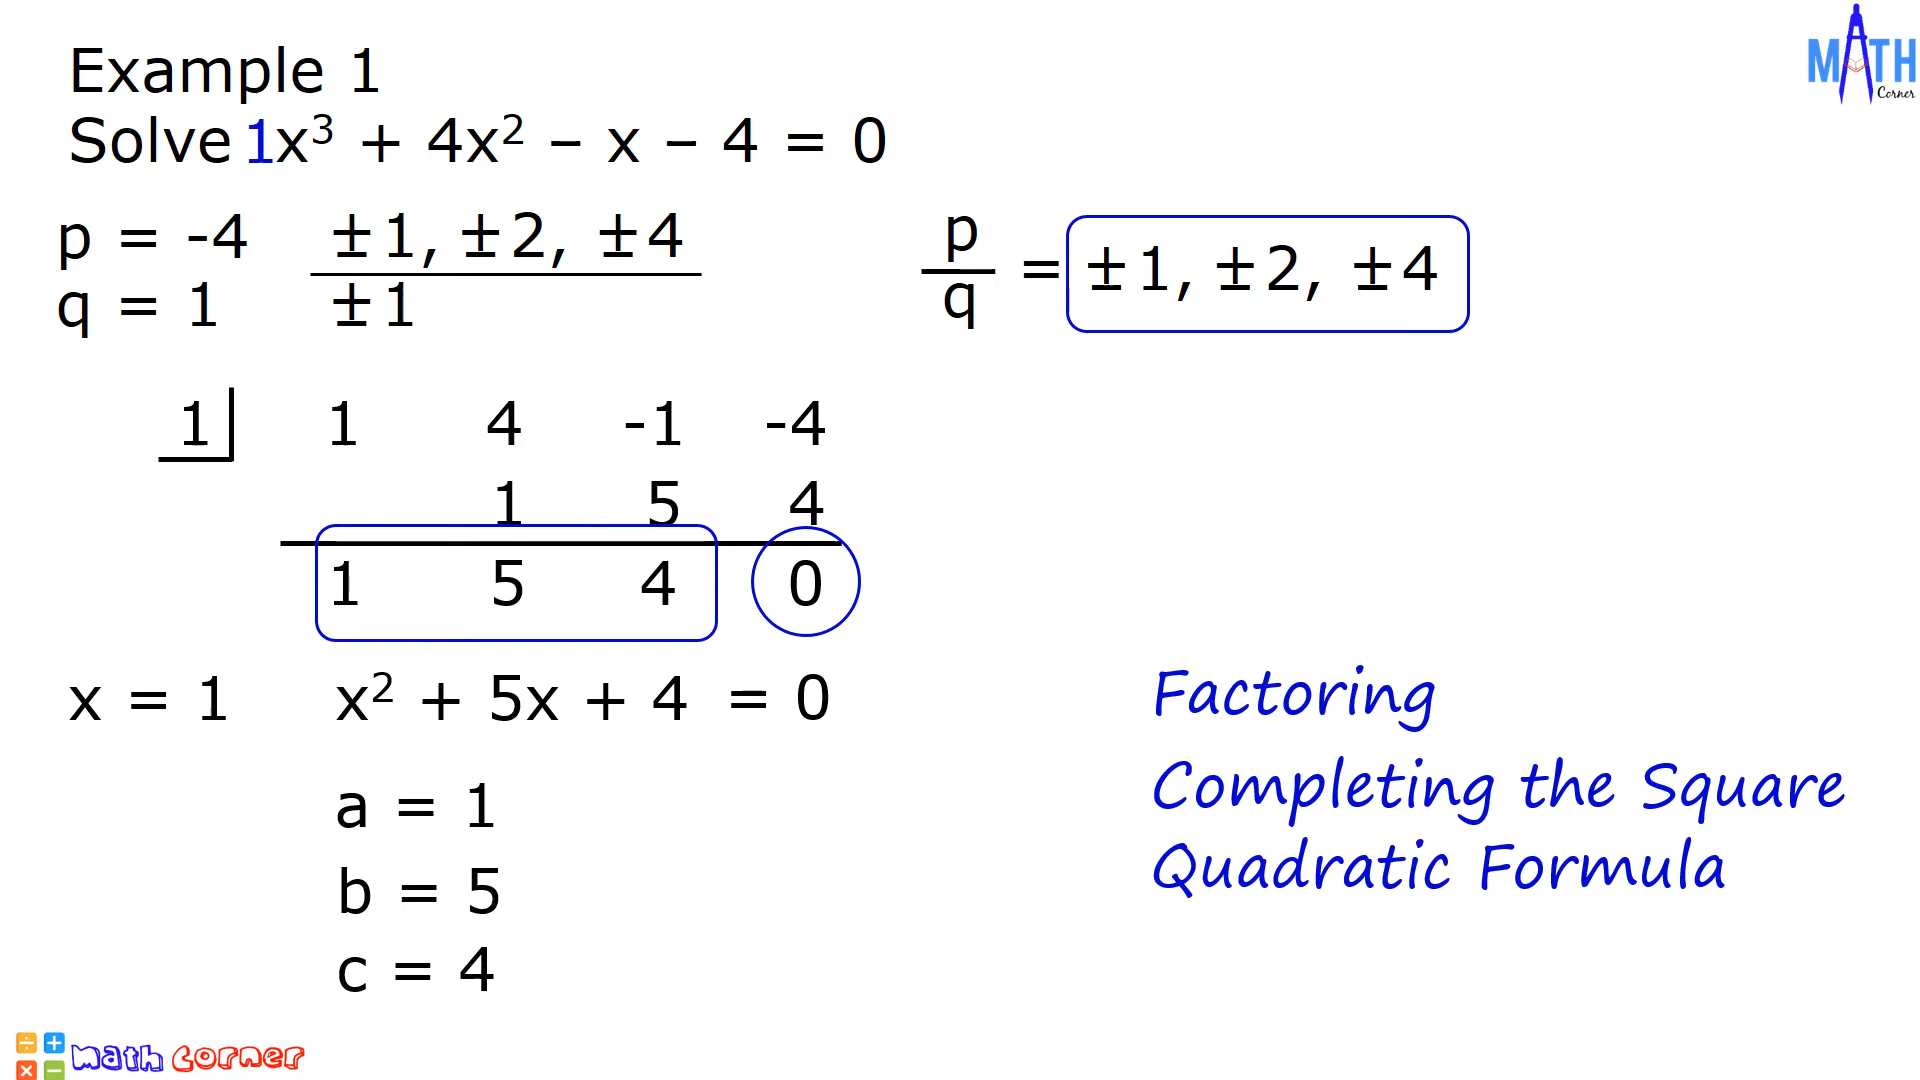 MATH
Corner
Example 1
Solve 1x³ + 4x² – x – 4 = 0
p = -4 ±1, ±2, ±4
q = 1 ±1
p
q = ±1, ±2, ±4
1 1 4 -1 -4
1 5 4
1 5 4 0
x = 1 x² + 5x + 4 = 0
a = 1
b = 5
c = 4
Factoring
Completing the Square
Quadratic Formula
÷ +
× −
math corner